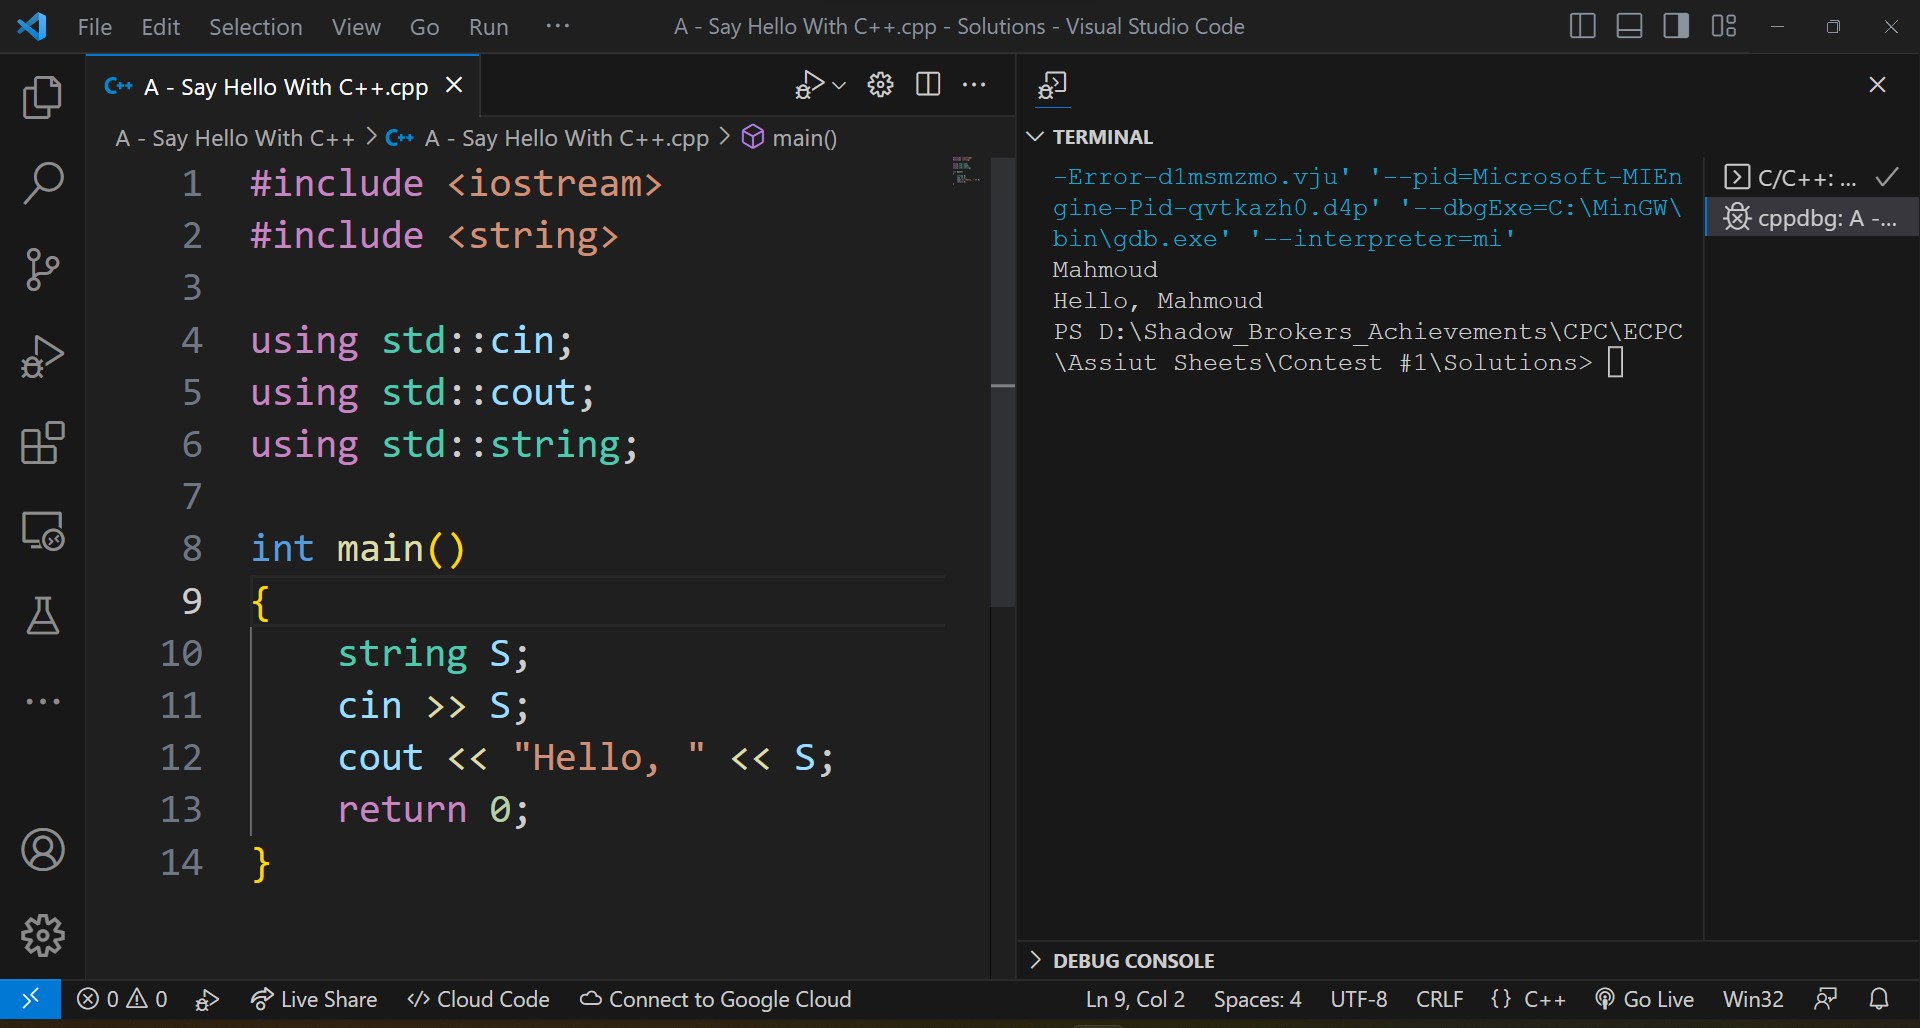 File Edit Selection View Go Run ···
A - Say Hello With C++.cpp - Solutions - Visual Studio Code
A - Say Hello With C++.cpp
A - Say Hello With C++ > A - Say Hello With C++.cpp > main()
1 #include <iostream>
2 #include <string>
3
4 using std::cin;
5 using std::cout;
6 using std::string;
7
8 int main()
9 {
10     string S;
11     cin >> S;
12     cout << "Hello, " << S;
13     return 0;
14 }
TERMINAL
-Error-d1msmzmo.vju' '--pid=Microsoft-MIEn
gine-Pid-qvtkazh0.d4p' '--dbgExe=C:\MinGW\
bin\gdb.exe' '--interpreter=mi'
Mahmoud
Hello, Mahmoud
PS D:\Shadow_Brokers_Achievements\CPC\ECPC
\Assiut Sheets\Contest #1\Solutions>
C/C++: ...
cppdbg: A -...
DEBUG CONSOLE
0 0 Live Share Cloud Code Connect to Google Cloud Ln 9, Col 2 Spaces: 4 UTF-8 CRLF {} C++ Go Live Win32